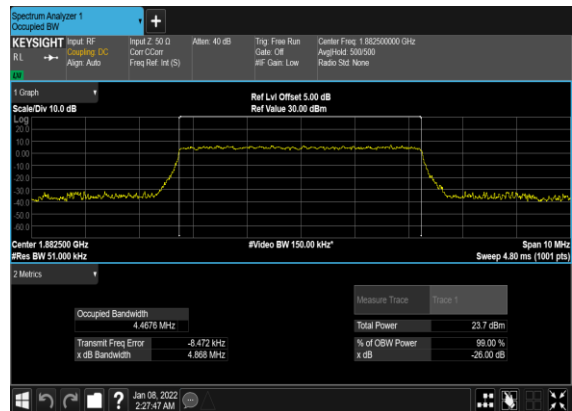 Spectrum Analyzer 1
Occupied BW
KEYSIGHT
R L
Input: RF
Coupling: DC
Align: Auto
Input Z: 50 Ω
Corr CCorr
Freq Ref: Int (S)
Atten: 40 dB
Trig: Free Run
Gate: Off
#IF Gain: Low
Center Freq: 1.882500000 GHz
Avg|Hold: 500/500
Radio Std: None
1 Graph
Scale/Div 10.0 dB
Ref Lvl Offset 5.00 dB
Ref Value 30.00 dBm
Log
20.0
10.0
0.00
-10.0
-20.0
-30.0
-40.0
-50.0
-60.0
Center 1.882500 GHz
#Res BW 51.000 kHz
#Video BW 150.00 kHz*
Span 10 MHz
Sweep 4.80 ms (1001 pts)
2 Metrics
Occupied Bandwidth
4.4676 MHz
Transmit Freq Error -8.472 kHz
x dB Bandwidth 4.868 MHz
Measure Trace Trace 1
Total Power 23.7 dBm
% of OBW Power 99.00 %
x dB -26.00 dB
Jan 08, 2022
2:27:47 AM